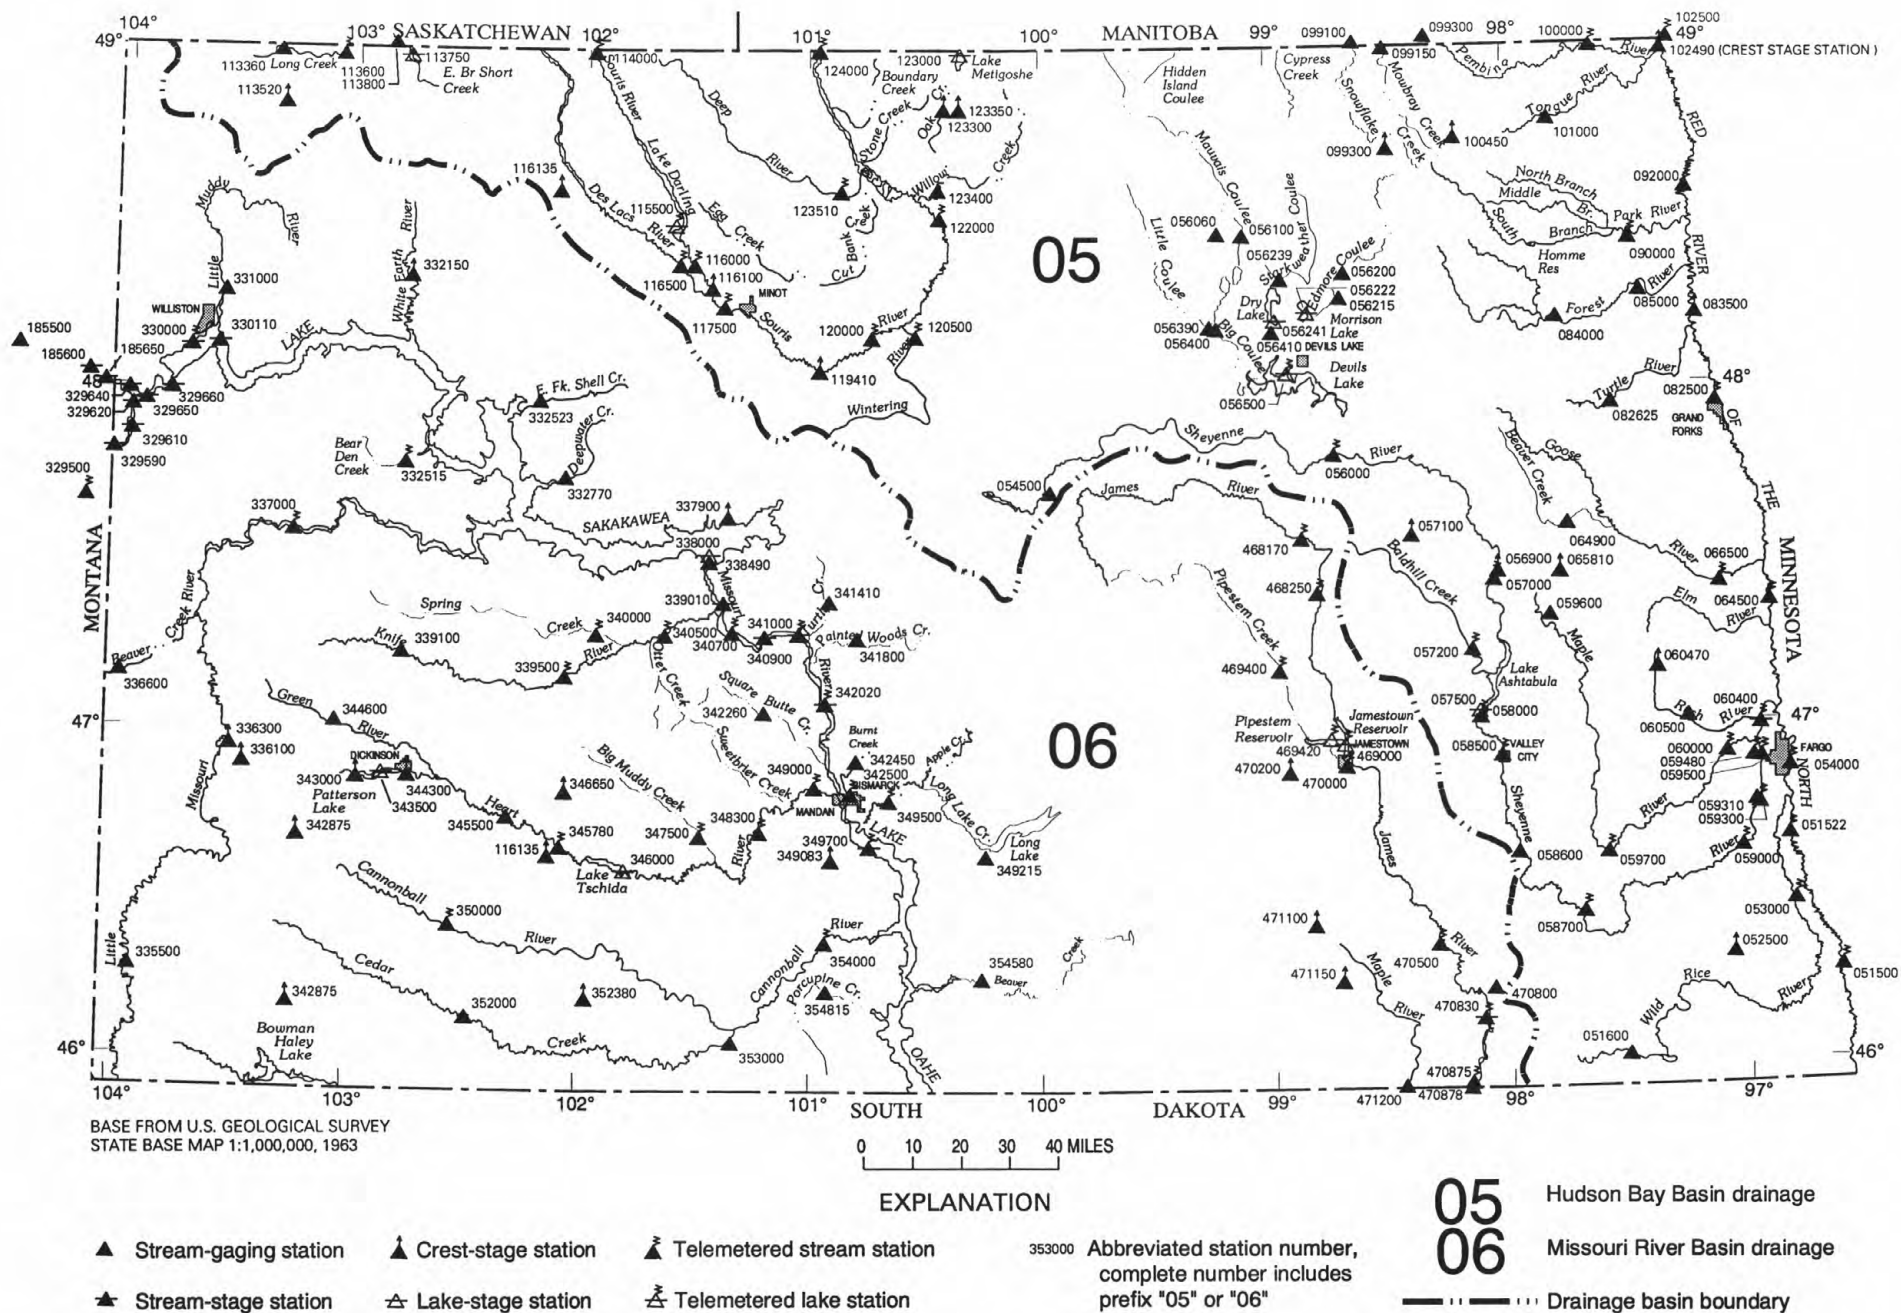 104°
49°
103°
SASKATCHEWAN
102°
101°
100°
MANITOBA
99°
98°
49°
102500
102490 (CREST STAGE STATION )
113360
Long Creek
113600
113800
113750
E. Br Short
Creek
113520
114000
124000
123000
Lake
Metigoshe
Boundary
Creek
Hidden
Island
Coulee
099100
Cypress
Creek
099150
099300
Pembina
100000
River
Souris River
Deep
River
Stone Creek
Oak
Cr.
123350
123300
Creek
Snowflake
Creek
Mowbray Creek
099300
100450
Tongue
River
101000
RED
Muddy
River
Little
331000
WILLISTON
330000
330110
LAKE
185650
185500
185600
48°
329640
329620
329660
329650
329610
329590
329500
River
White Earth
332150
116135
Des Lacs
River
Lake Darling
115500
Egg
Creek
116000
116100
116500
117500
MINOT
Souris
123510
Cut
Bank
Creek
Willow
123400
122000
05
120000
River
120500
River
119410
Wintering
Mauvais
Coulee
056060
056100
Starkweather Coulee
Little
Coulee
056239
Edmore Coulee
056200
056222
056215
Morrison
Lake
Dry
Lake
056241
056390
056400
Big
Coulee
056410
DEVILS LAKE
Devils
Lake
056500
North Branch
Middle
Br.
South
Branch
Park River
092000
090000
Homme
Res
River
RIVER
085000
Forest
083500
084000
Turtle
River
48°
082500
082625
GRAND
FORKS
OF
E. Fk. Shell Cr.
332523
Deepwater Cr.
Bear
Den
Creek
332515
332770
337000
SAKAKAWEA
337900
338000
338490
Missouri
054500
Sheyenne
River
056000
James
River
Beaver
Creek
Goose
THE
468170
057100
Baldhill Creek
064900
056900
065810
057000
River
066500
MONTANA
MINNESOTA
Creek River
Beaver
336600
Spring
Creek
340000
339010
Cr.
341410
Knife
339100
River
339500
340500
340700
341000
340900
Painted Woods Cr.
341800
Otter Creek
Square
Butte
Cr.
River
342020
342260
468250
Pipestem
Creek
469400
059600
Maple
Elm
River
064500
057200
Lake
Ashtabula
060470
057500
058000
Rush
River
060400
060500
47°
Green
River
344600
47°
336300
336100
Missouri
DICKINSON
343000
Patterson
Lake
344300
343500
342875
Heart
345500
346650
Big Muddy Creek
Sweetbrier Creek
Burnt
Creek
342450
342500
BISMARCK
349000
Apple Cr.
MANDAN
06
Pipestem
Reservoir
469420
Jamestown
Reservoir
JAMESTOWN
469000
470200
470000
058500
VALLEY
CITY
060000
059480
059500
FARGO
054000
NORTH
345780
116135
347500
348300
346000
Lake
Tschida
River
349700
LAKE
349500
Long Lake Cr.
Long
Lake
349083
349215
James
Sheyenne
River
059310
059300
051522
058600
059700
River
059000
Cannonball
350000
River
Little
335500
Cedar
352000
Creek
342875
352380
Bowman
Haley
Lake
46°
River
Cannonball
354000
354580
Beaver
Creek
Porcupine Cr.
354815
353000
OAHE
471100
471150
Maple
River
River
470500
470800
470830
058700
053000
052500
051500
Wild
Rice
River
051600
46°
470875
470878
471200
104°
103°
102°
101°
SOUTH
100°
DAKOTA
99°
98°
97°
BASE FROM U.S. GEOLOGICAL SURVEY
STATE BASE MAP 1:1,000,000, 1963
0 10 20 30 40 MILES
EXPLANATION
Stream-gaging station
Crest-stage station
Telemetered stream station
Stream-stage station
Lake-stage station
Telemetered lake station
353000 Abbreviated station number,
complete number includes
prefix "05" or "06"
05 Hudson Bay Basin drainage
06 Missouri River Basin drainage
Drainage basin boundary